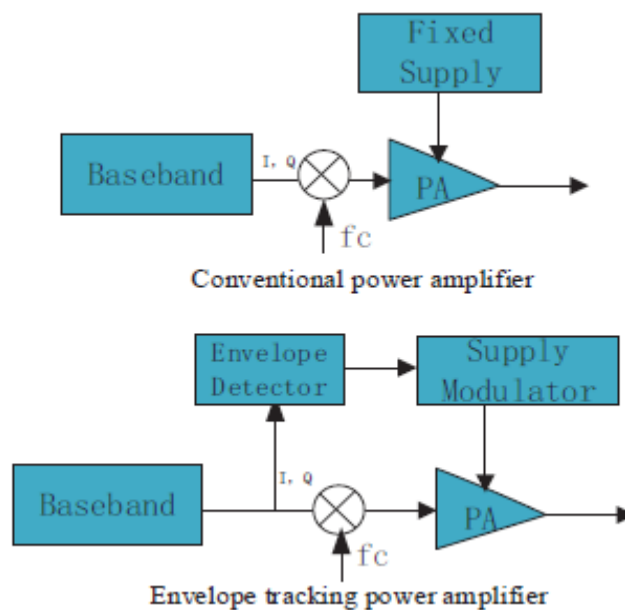 Fixed
Supply
Baseband
I, Q
PA
fc
Conventional power amplifier
Envelope
Detector
Supply
Modulator
Baseband
I, Q
PA
fc
Envelope tracking power amplifier